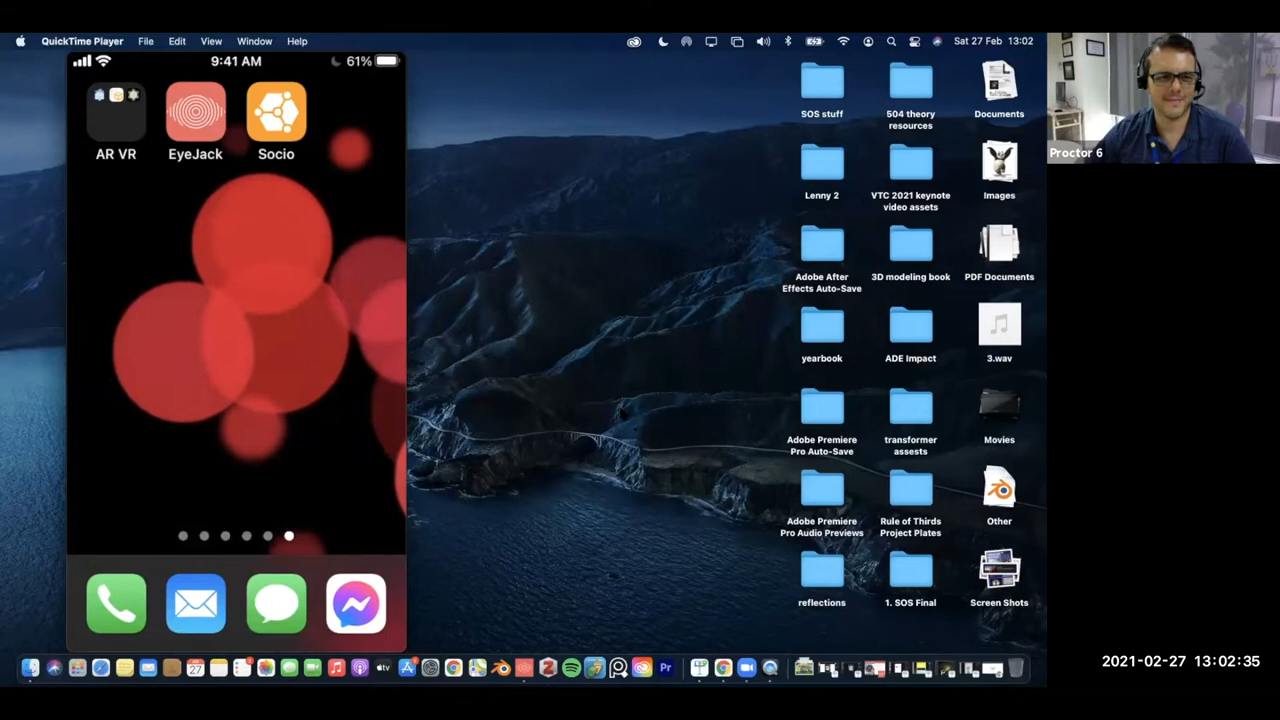 QuickTime Player File Edit View Window Help
Sat 27 Feb 13:02
9:41 AM
61%
AR VR
EyeJack
Socio
SOS stuff
504 theory
resources
Documents
Lenny 2
VTC 2021 keynote
video assets
Images
Adobe After
Effects Auto-Save
3D modeling book
PDF Documents
yearbook
ADE Impact
3.wav
Adobe Premiere
Pro Auto-Save
transformer
assests
Movies
Adobe Premiere
Pro Audio Previews
Rule of Thirds
Project Plates
Other
reflections
1. SOS Final
Screen Shots
27
tv
Pr
Proctor 6
2021-02-27 13:02:35